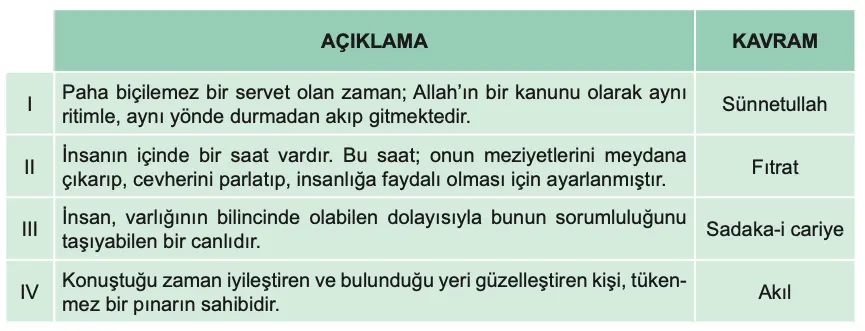 AÇIKLAMA KAVRAM
I Paha biçilemez bir servet olan zaman; Allah’ın bir kanunu olarak aynı
ritimle, aynı yönde durmadan akıp gitmektedir. Sünnetullah
II İnsanın içinde bir saat vardır. Bu saat; onun meziyetlerini meydana
çıkarıp, cevherini parlatıp, insanlığa faydalı olması için ayarlanmıştır. Fıtrat
III İnsan, varlığının bilincinde olabilen dolayısıyla bunun sorumluluğunu
taşıyabilen bir canlıdır. Sadaka-i cariye
IV Konuştuğu zaman iyileştiren ve bulunduğu yeri güzelleştiren kişi, tüken-
mez bir pınarın sahibidir. Akıl